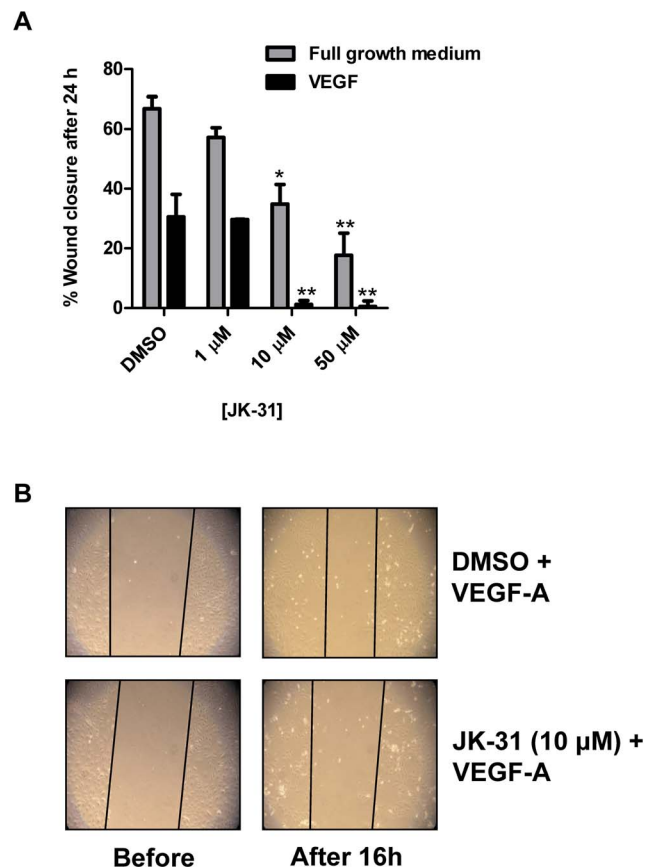 A
Full growth medium
VEGF
% Wound closure after 24 h
80
60
40
20
0
*
**
**
**
DMSO
1 µM
10 µM
50 µM
[JK-31]
B
DMSO +
VEGF-A
JK-31 (10 µM) +
VEGF-A
Before
After 16h